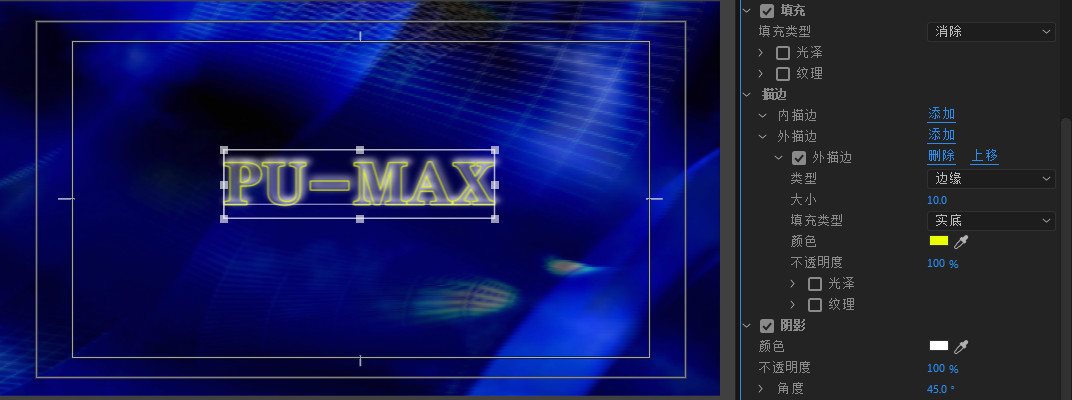 PU-MAX
填充
填充类型 消除
光泽
纹理
描边
内描边 添加
外描边 添加
外描边 删除 上移
类型 边缘
大小 10.0
填充类型 实底
颜色
不透明度 100 %
光泽
纹理
阴影
颜色
不透明度 100 %
角度 45.0 °